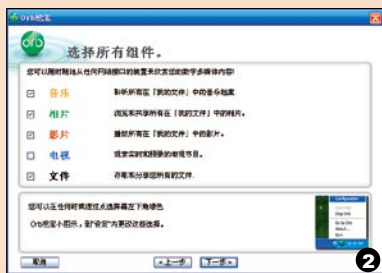 Orb挖宝
orb
选择所有组件。
您可以随时随地从任何网络接口的装置来欣赏您的数字多媒体内容!
音乐 聆听所有在「我的文件」中的音乐档案
相片 浏览和共享所有在「我的文件」中的相片。
影片 播放所有在「我的文件」中的影片。
电视 观赏实时和预录的电视节目。
文件 存取和分享您所有的文件.
您可以在任何时候透过点选屏幕左下角绿色
Orb挖宝小图示,新"设定"内更改这些选择。
取消 <上一步 下一步>
2